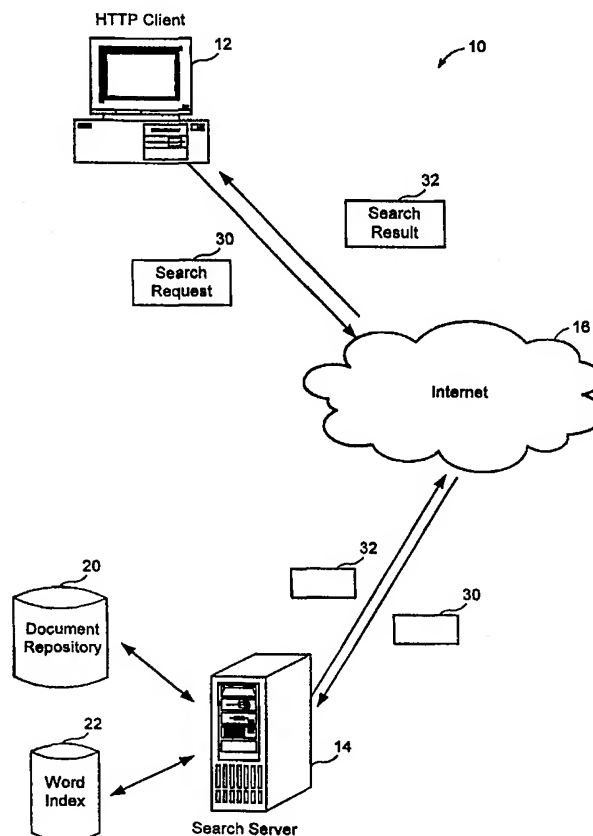 HTTP Client
12
10
32
Search
Result
30
Search
Request
16
Internet
32
30
20
Document
Repository
22
Word
Index
14
Search Server